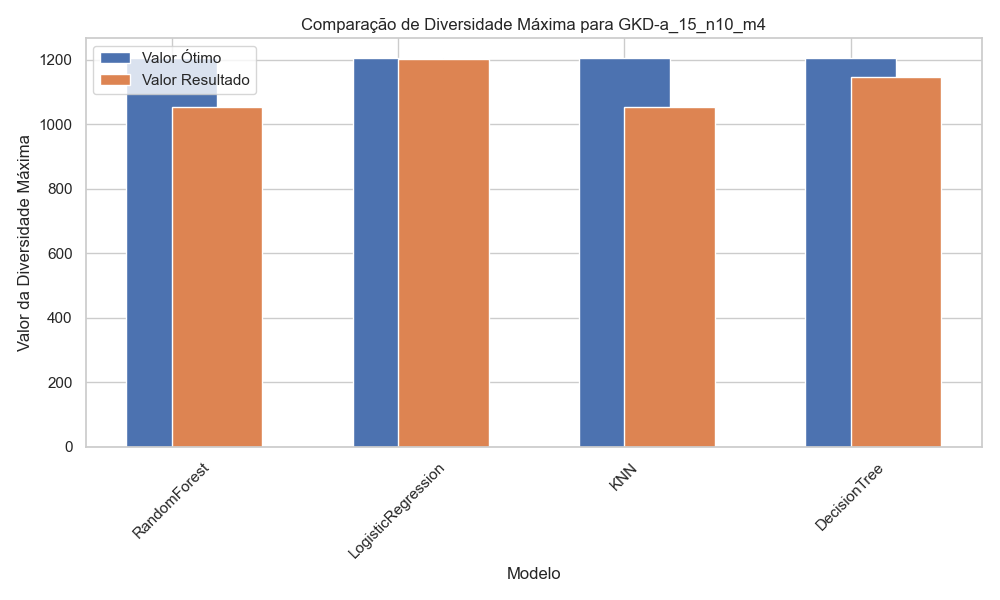 Comparação de Diversidade Máxima para GKD-a_15_n10_m4
Valor Ótimo
Valor Resultado
Valor da Diversidade Máxima
1200
1000
800
600
400
200
0
RandomForest
LogisticRegression
KNN
DecisionTree
Modelo